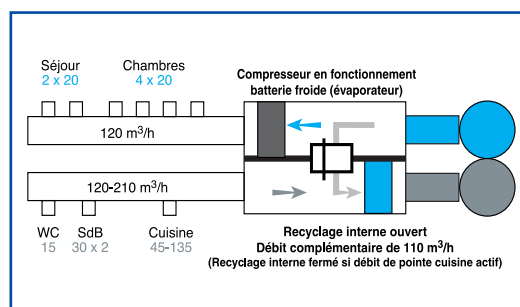 Séjour
2 x 20
Chambres
4 x 20
Compresseur en fonctionnement
batterie froide (évaporateur)
120 m³/h
120-210 m³/h
WC
15
SdB
30 x 2
Cuisine
45-135
Recyclage interne ouvert
Débit complémentaire de 110 m³/h
(Recyclage interne fermé si débit de pointe cuisine actif)